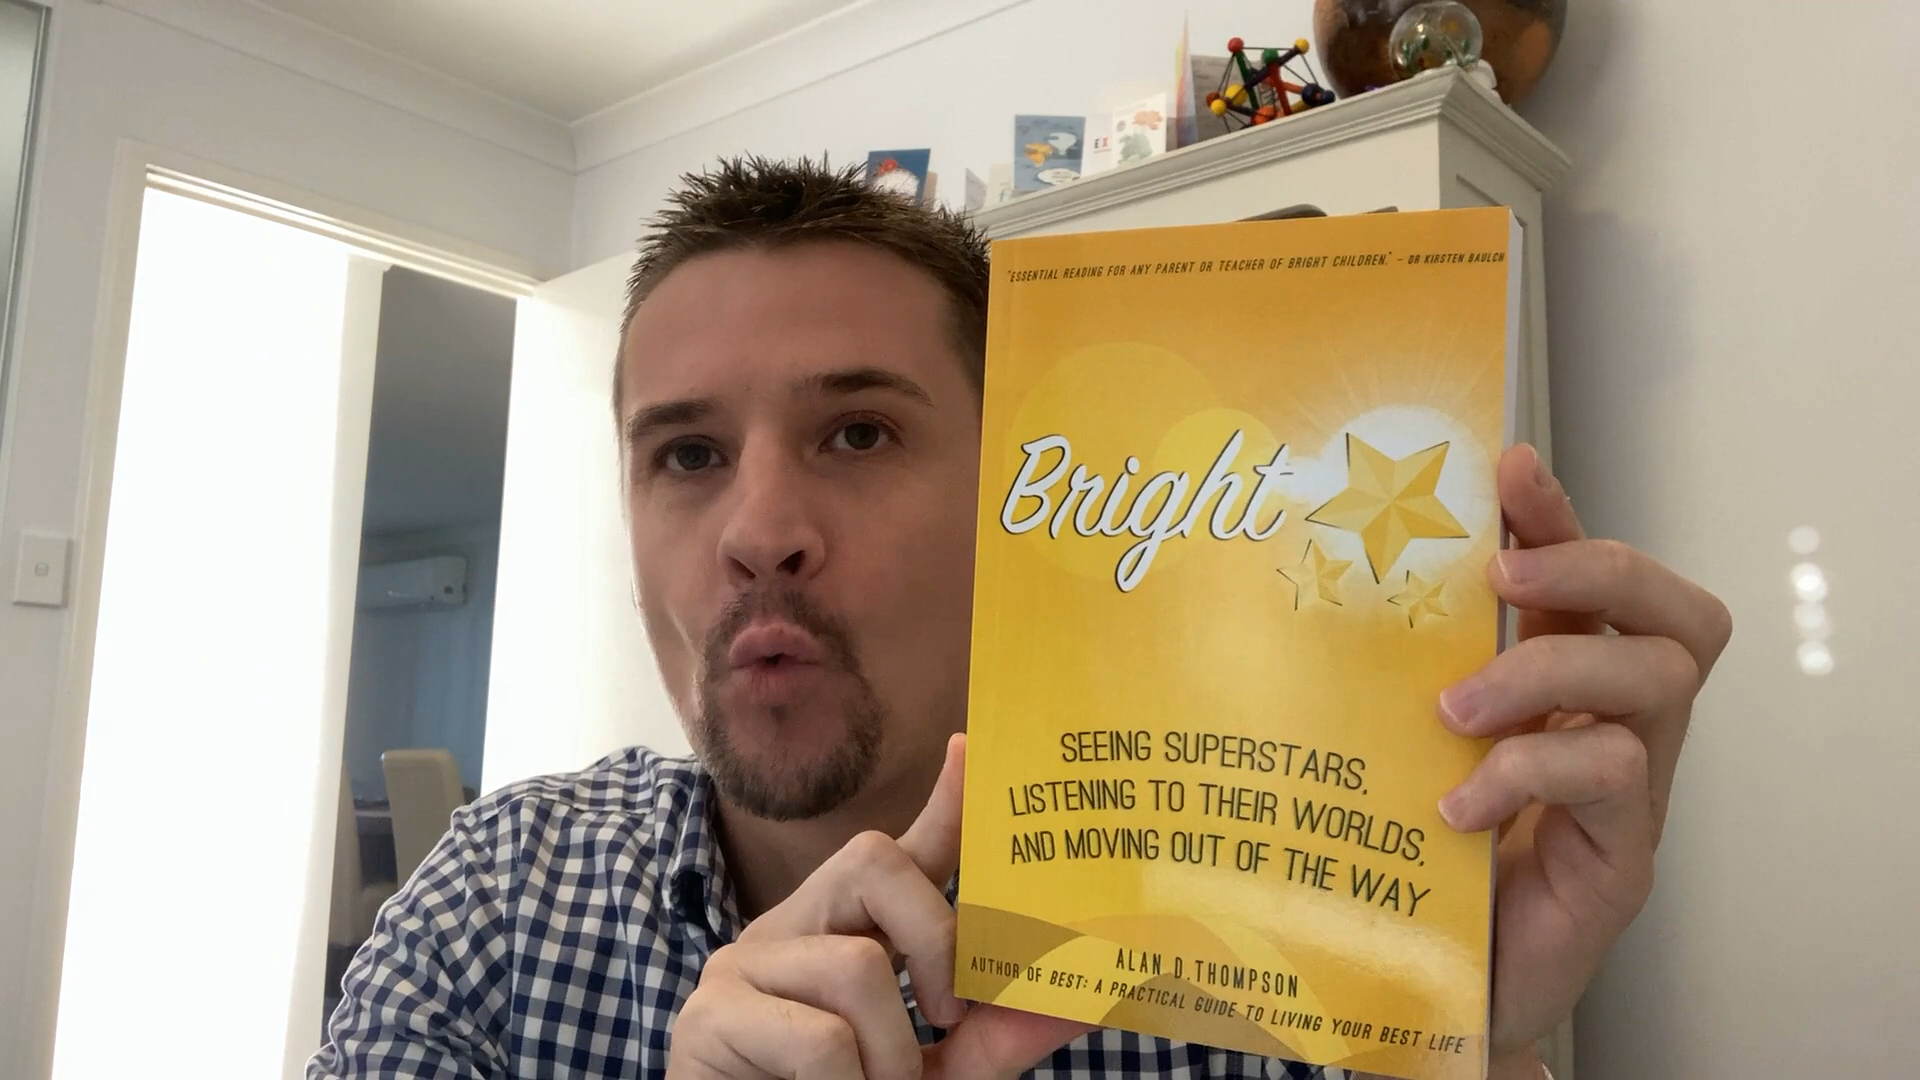 "ESSENTIAL READING FOR ANY PARENT OR TEACHER OF BRIGHT CHILDREN." – DR KIRSTEN BAULCH
Bright
SEEING SUPERSTARS,
LISTENING TO THEIR WORLDS,
AND MOVING OUT OF THE WAY
ALAN D. THOMPSON
AUTHOR OF BEST: A PRACTICAL GUIDE TO LIVING YOUR BEST LIFE